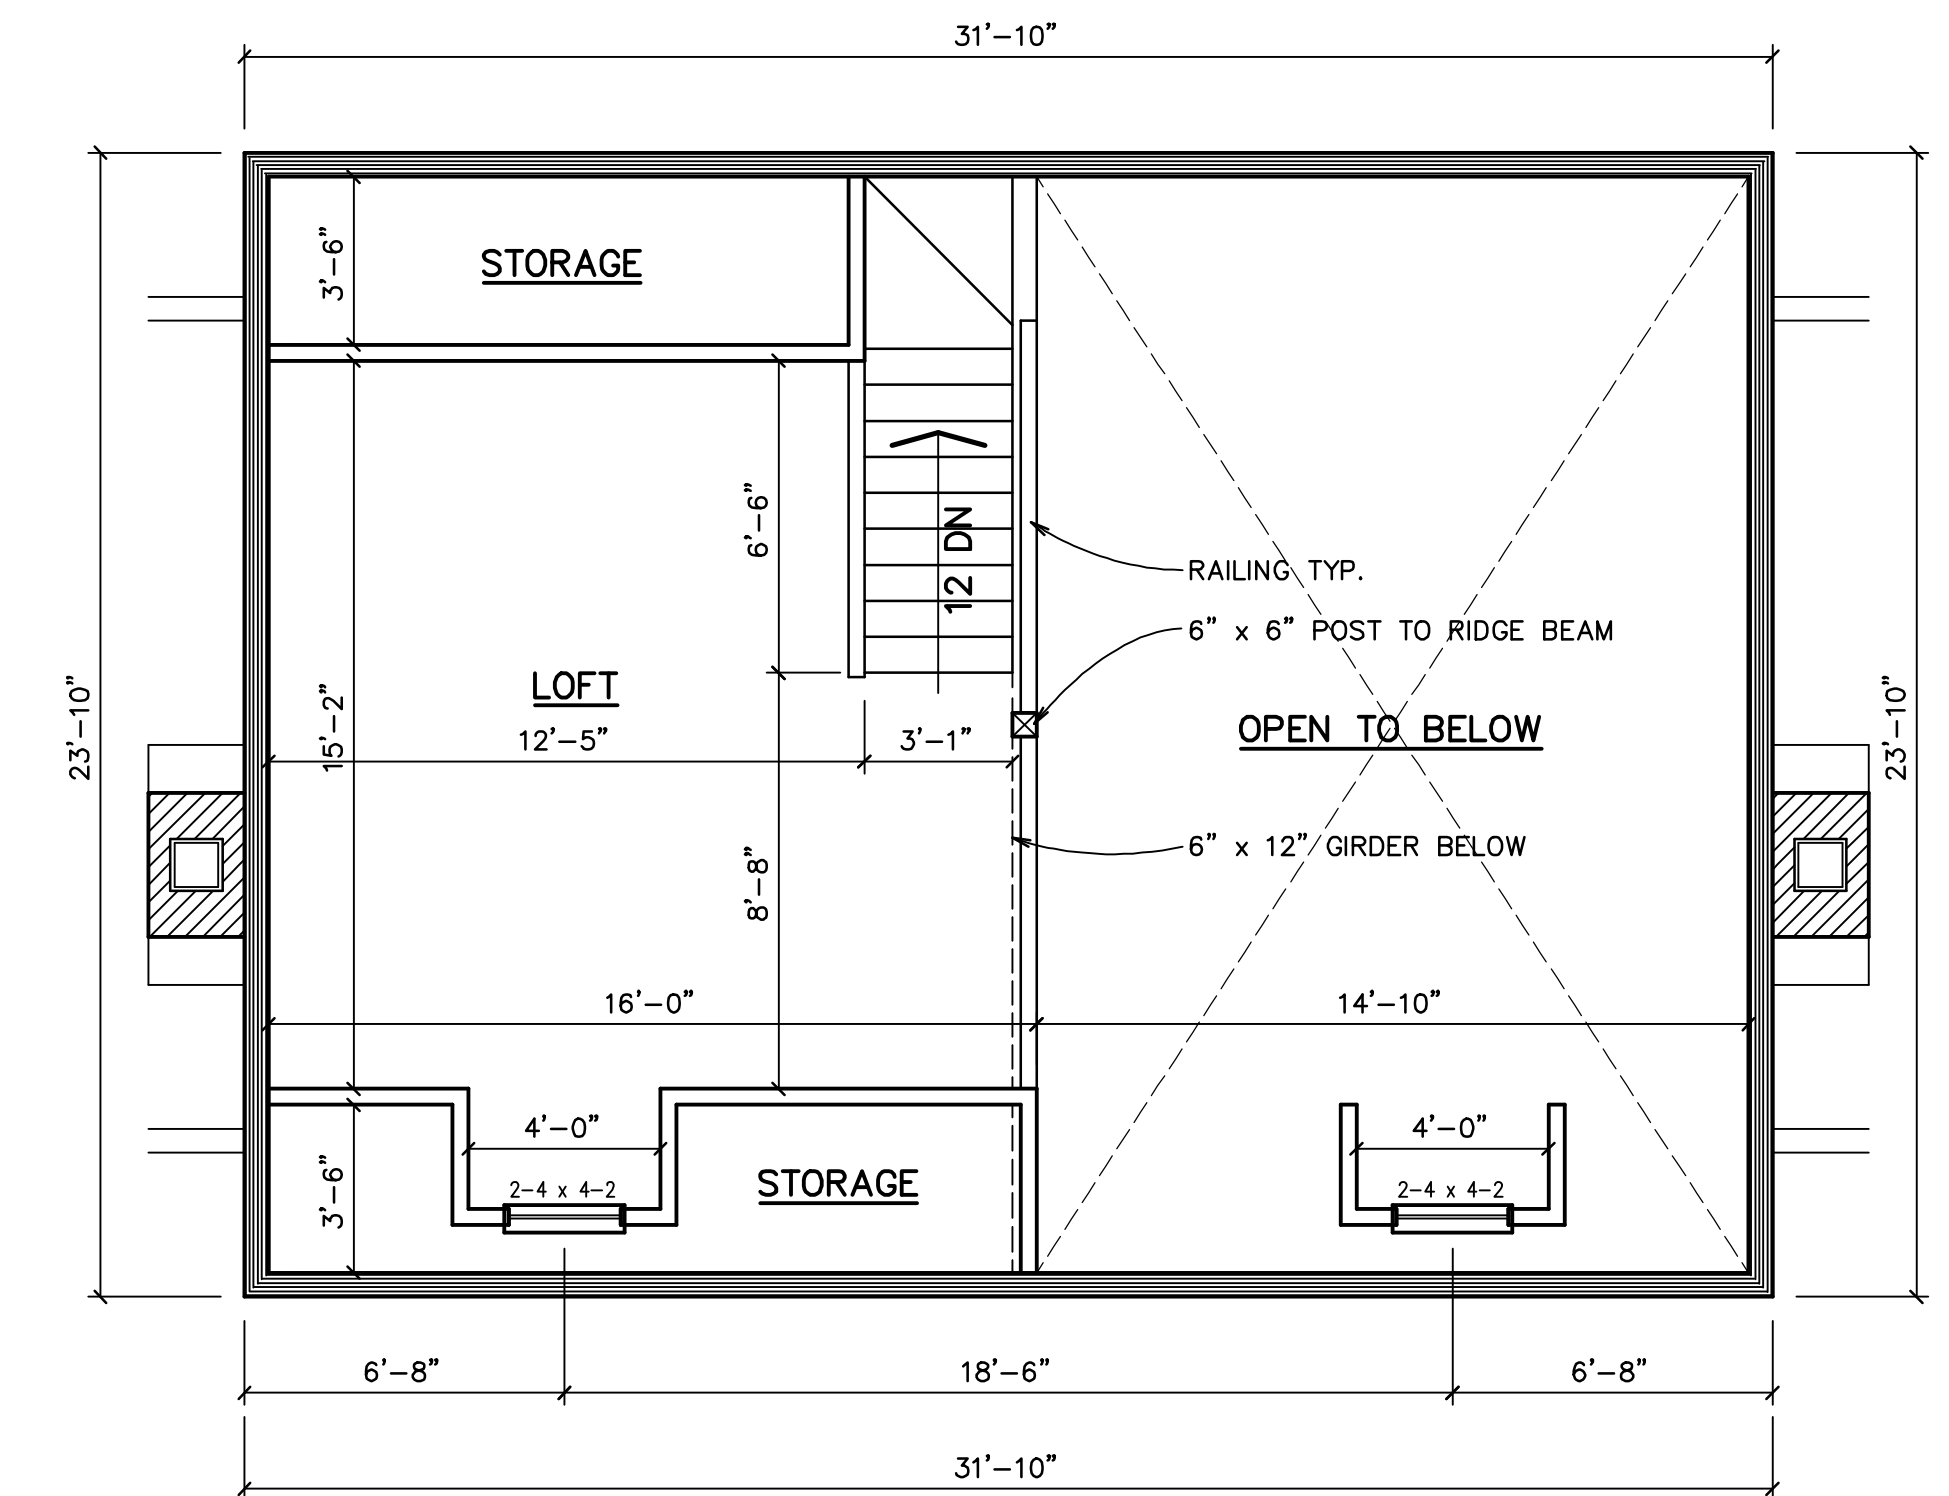 31'-10"
STORAGE
3'-6"
6'-6"
12 DN
RAILING TYP.
6" x 6" POST TO RIDGE BEAM
23'-10"
LOFT
15'-2"
12'-5"
3'-1"
OPEN TO BELOW
23'-10"
6" x 12" GIRDER BELOW
8'-8"
16'-0"
14'-10"
4'-0"
4'-0"
3'-6"
2-4 x 4-2
STORAGE
2-4 x 4-2
6'-8"
18'-6"
6'-8"
31'-10"